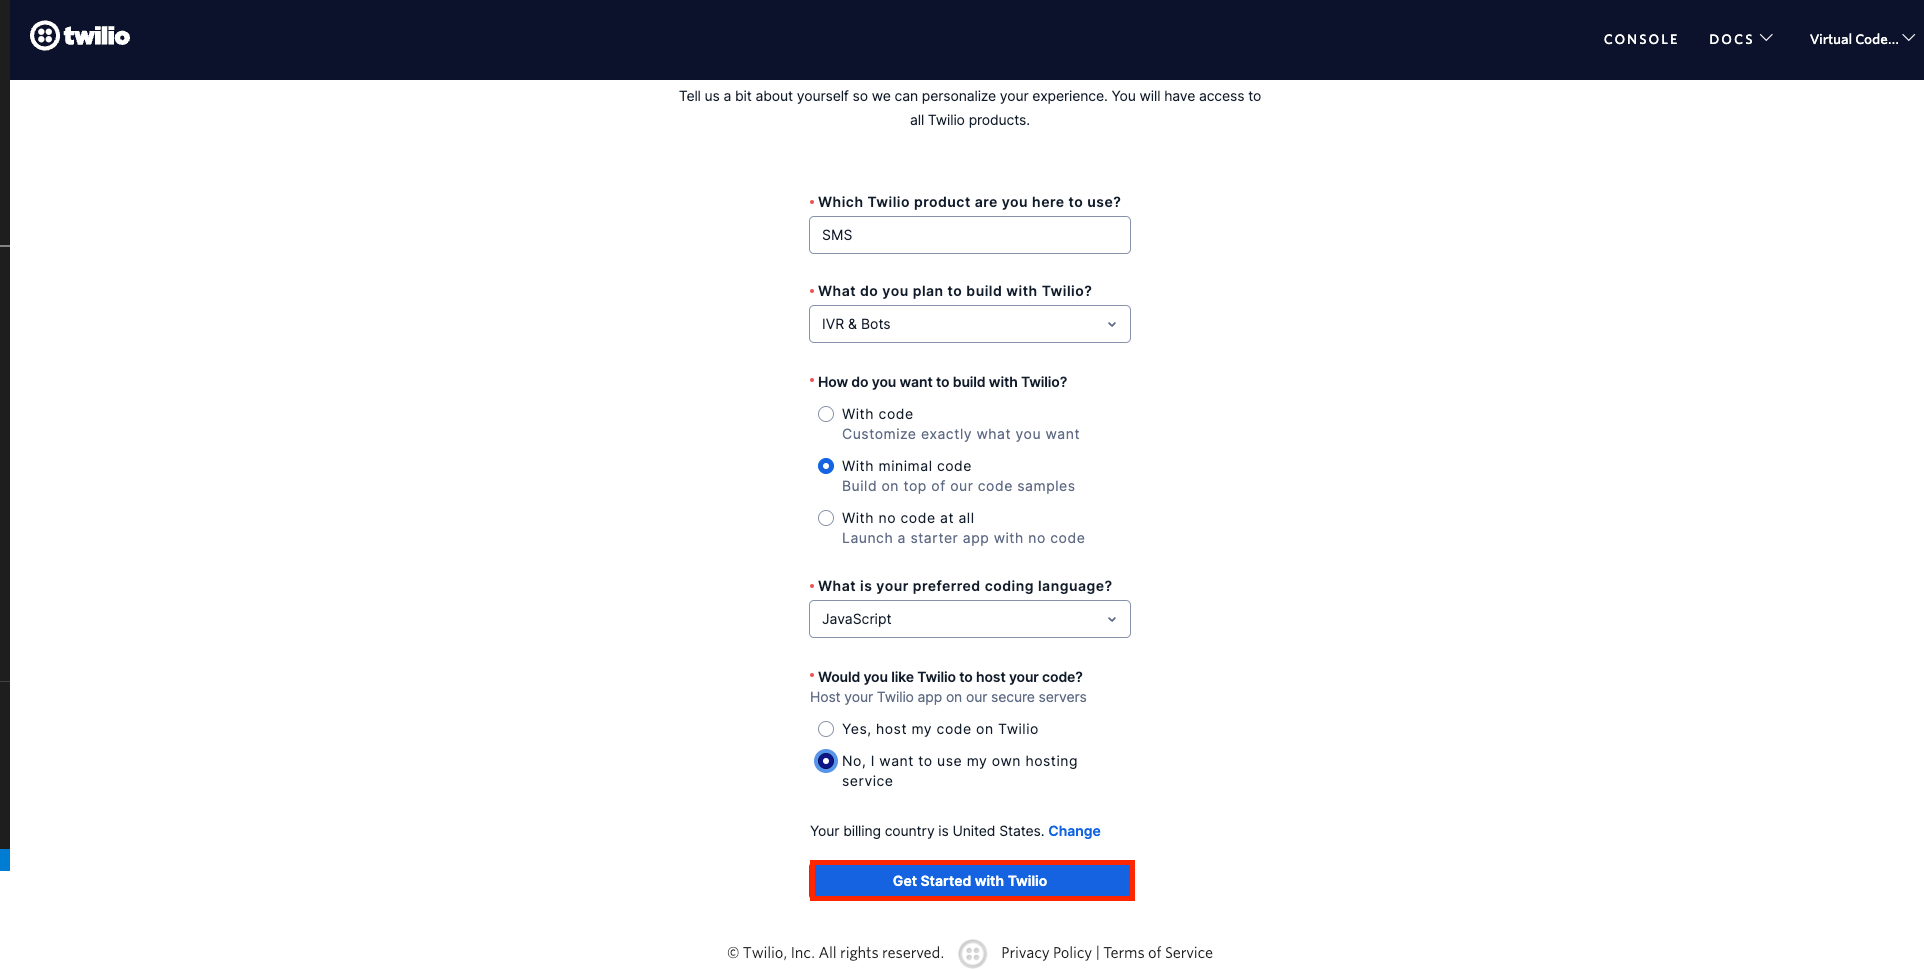 twilio
CONSOLE
DOCS
Virtual Code...
Tell us a bit about yourself so we can personalize your experience. You will have access to
all Twilio products.
Which Twilio product are you here to use?
SMS
What do you plan to build with Twilio?
IVR & Bots
How do you want to build with Twilio?
With code
Customize exactly what you want
With minimal code
Build on top of our code samples
With no code at all
Launch a starter app with no code
What is your preferred coding language?
JavaScript
Would you like Twilio to host your code?
Host your Twilio app on our secure servers
Yes, host my code on Twilio
No, I want to use my own hosting
service
Your billing country is United States. Change
Get Started with Twilio
© Twilio, Inc. All rights reserved.
Privacy Policy | Terms of Service